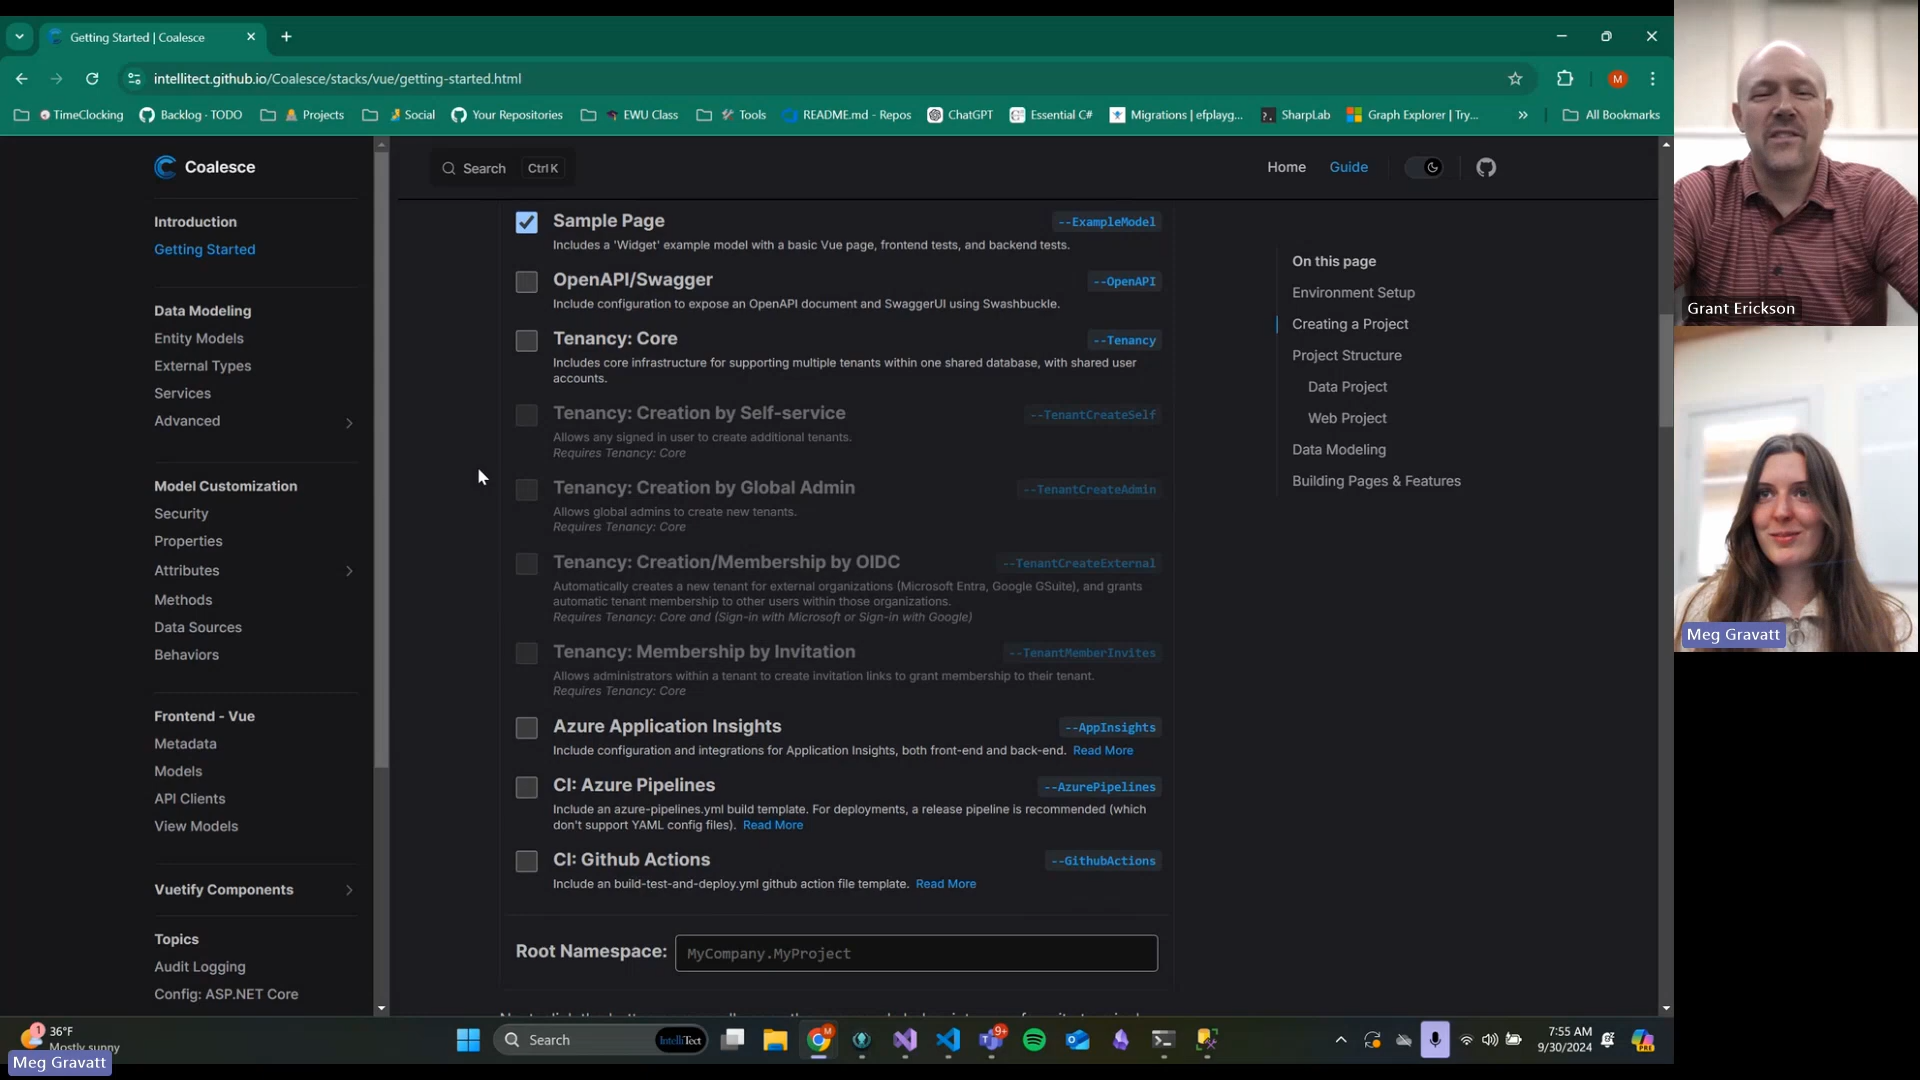 Getting Started | Coalesce
intellitect.github.io/Coalesce/stacks/vue/getting-started.html
M
TimeClocking
Backlog · TODO
Projects
Social
Your Repositories
EWU Class
Tools
README.md - Repos
ChatGPT
Essential C#
Migrations | efplayg...
SharpLab
Graph Explorer | Try...
»
All Bookmarks
Coalesce
Search Ctrl K
Home
Guide
Introduction
Getting Started
Data Modeling
Entity Models
External Types
Services
Advanced
Model Customization
Security
Properties
Attributes
Methods
Data Sources
Behaviors
Frontend - Vue
Metadata
Models
API Clients
View Models
Vuetify Components
Topics
Audit Logging
Config: ASP.NET Core
Sample Page --ExampleModel
Includes a 'Widget' example model with a basic Vue page, frontend tests, and backend tests.
OpenAPI/Swagger --OpenAPI
Include configuration to expose an OpenAPI document and SwaggerUI using Swashbuckle.
Tenancy: Core --Tenancy
Includes core infrastructure for supporting multiple tenants within one shared database, with shared user
accounts.
Tenancy: Creation by Self-service --TenantCreateSelf
Allows any signed in user to create additional tenants.
Requires Tenancy: Core
Tenancy: Creation by Global Admin --TenantCreateAdmin
Allows global admins to create new tenants.
Requires Tenancy: Core
Tenancy: Creation/Membership by OIDC --TenantCreateExternal
Automatically creates a new tenant for external organizations (Microsoft Entra, Google GSuite), and grants
automatic tenant membership to other users within those organizations.
Requires Tenancy: Core and (Sign-in with Microsoft or Sign-in with Google)
Tenancy: Membership by Invitation --TenantMemberInvites
Allows administrators within a tenant to create invitation links to grant membership to their tenant.
Requires Tenancy: Core
Azure Application Insights --AppInsights
Include configuration and integrations for Application Insights, both front-end and back-end. Read More
CI: Azure Pipelines --AzurePipelines
Include an azure-pipelines.yml build template. For deployments, a release pipeline is recommended (which
don't support YAML config files). Read More
CI: Github Actions --GithubActions
Include an build-test-and-deploy.yml github action file template. Read More
Root Namespace: MyCompany.MyProject
On this page
Environment Setup
Creating a Project
Project Structure
Data Project
Web Project
Data Modeling
Building Pages & Features
Grant Erickson
Meg Gravatt
1
36°F
Mostly sunny
Meg Gravatt
Search
IntelliTect
M
9+
7:55 AM
9/30/2024
PRE